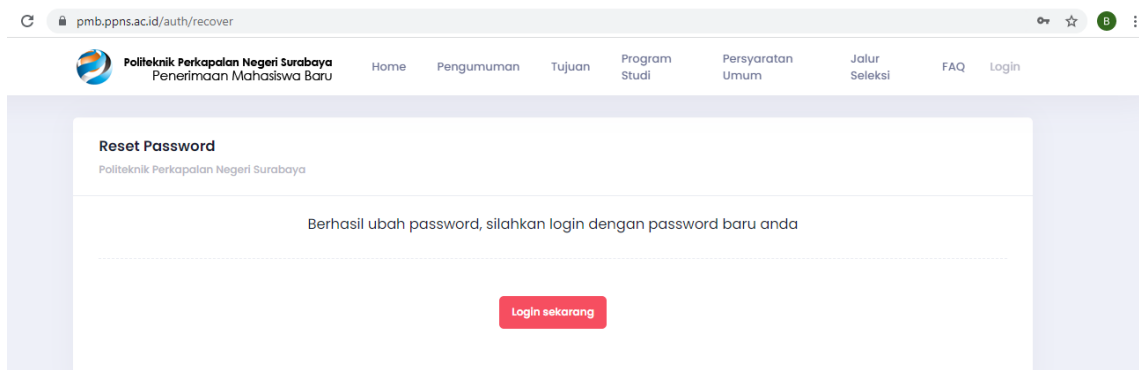 pmb.ppns.ac.id/auth/recover
B
Politeknik Perkapalan Negeri Surabaya
Penerimaan Mahasiswa Baru
Home
Pengumuman
Tujuan
Program
Studi
Persyaratan
Umum
Jalur
Seleksi
FAQ
Login
Reset Password
Politeknik Perkapalan Negeri Surabaya
Berhasil ubah password, silahkan login dengan password baru anda
Login sekarang